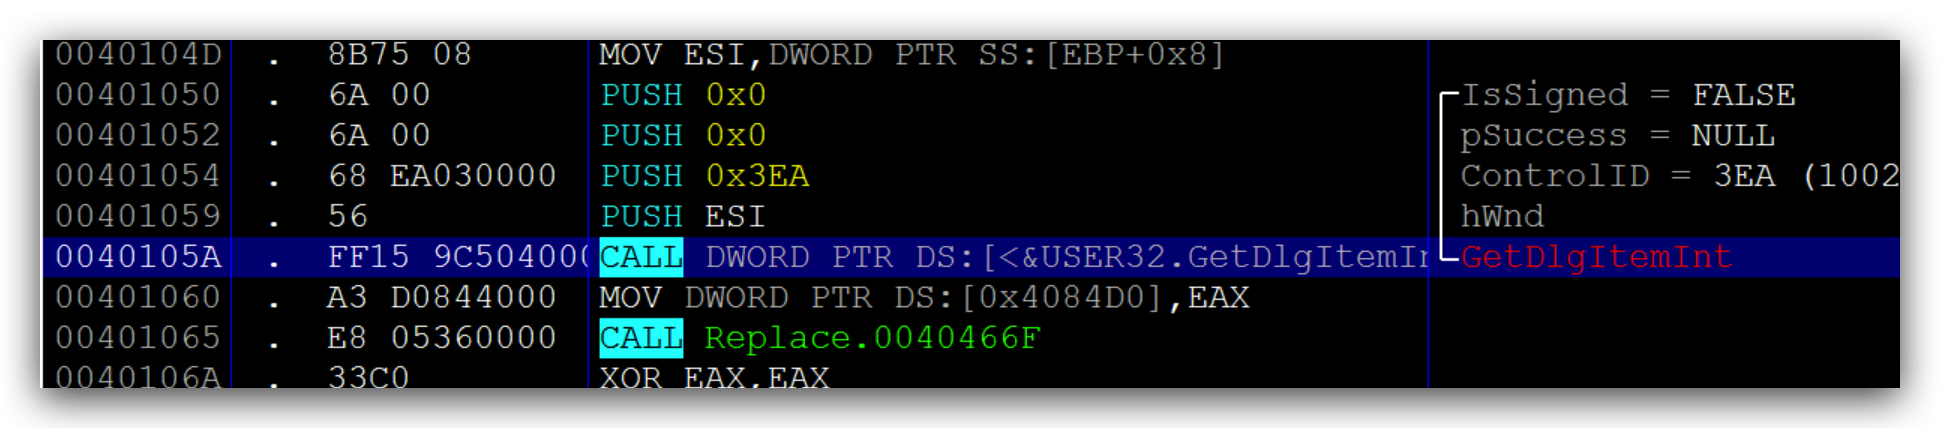 0040104D . 8B75 08 MOV ESI,DWORD PTR SS:[EBP+0x8]
00401050 . 6A 00 PUSH 0x0 IsSigned = FALSE
00401052 . 6A 00 PUSH 0x0 pSuccess = NULL
00401054 . 68 EA030000 PUSH 0x3EA ControlID = 3EA (1002
00401059 . 56 PUSH ESI hWnd
0040105A . FF15 9C504000 CALL DWORD PTR DS:[<&USER32.GetDlgItemIn GetDlgItemInt
00401060 . A3 D0844000 MOV DWORD PTR DS:[0x4084D0],EAX
00401065 . E8 05360000 CALL Replace.0040466F
0040106A . 33C0 XOR EAX,EAX